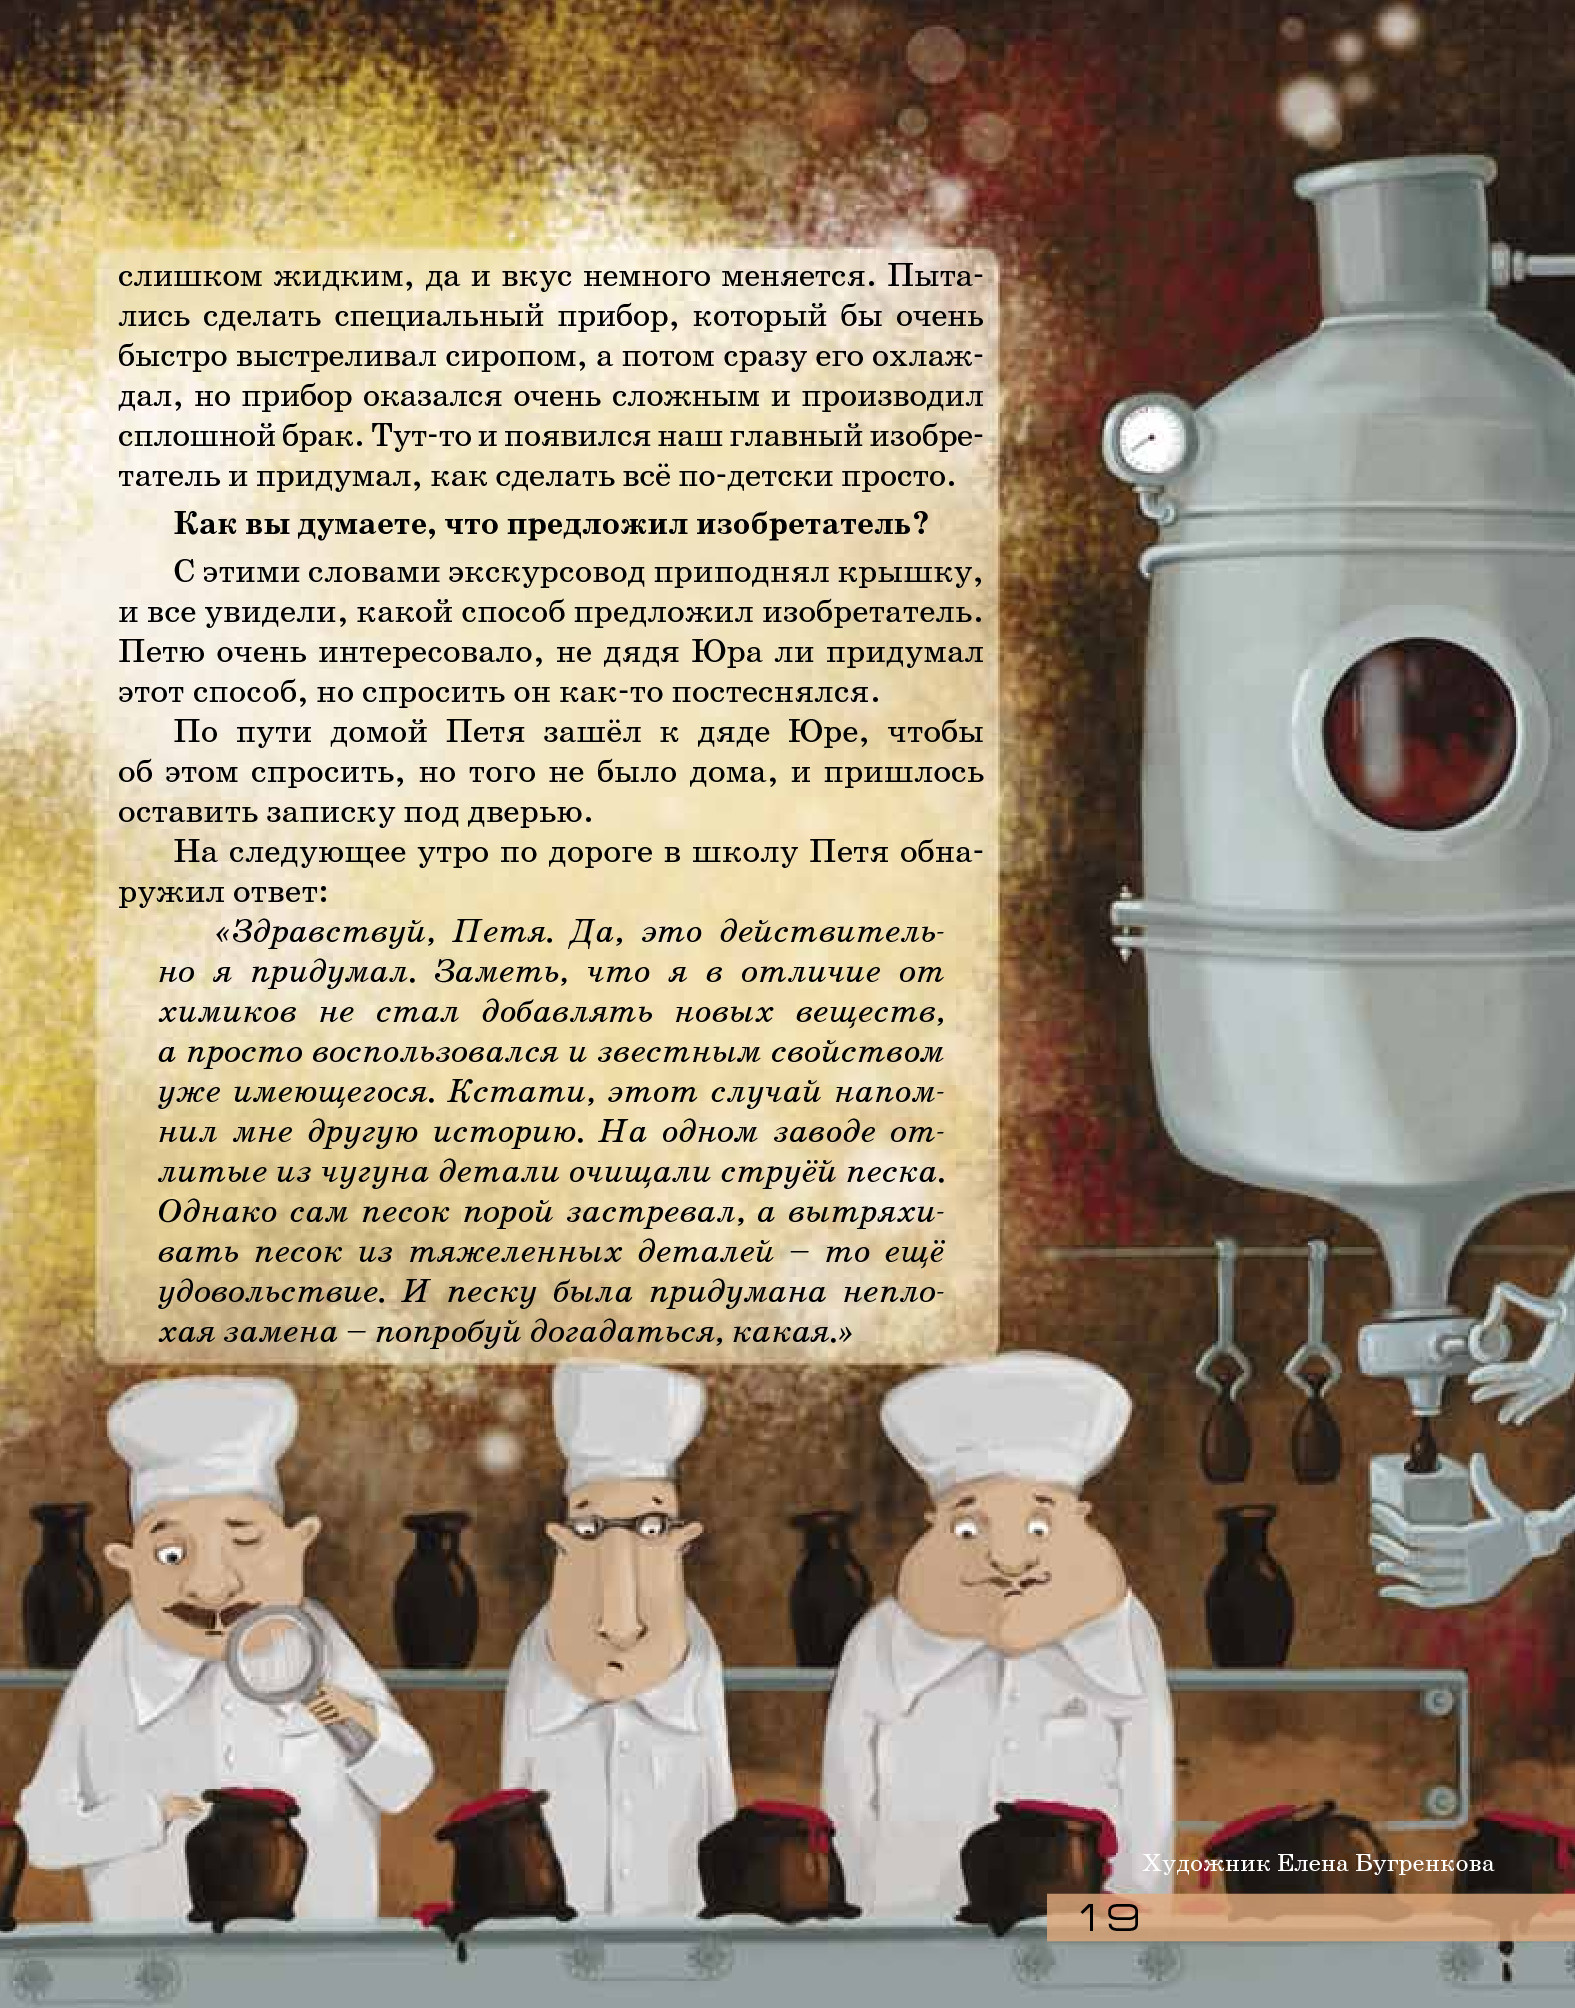 слишком жидким, да и вкус немного меняется. Пыта-
лись сделать специальный прибор, который бы очень
быстро выстреливал сиропом, а потом сразу его охлаж-
дал, но прибор оказался очень сложным и производил
сплошной брак. Тут-то и появился наш главный изобре-
татель и придумал, как сделать всё по-детски просто.
Как вы думаете, что предложил изобретатель?
С этими словами экскурсовод приподнял крышку,
и все увидели, какой способ предложил изобретатель.
Петю очень интересовало, не дядя Юра ли придумал
этот способ, но спросить он как-то постеснялся.
По пути домой Петя зашёл к дяде Юре, чтобы
об этом спросить, но того не было дома, и пришлось
оставить записку под дверью.
На следующее утро по дороге в школу Петя обна-
ружил ответ:
«Здравствуй, Петя. Да, это действитель-
но я придумал. Заметь, что я в отличие от
химиков не стал добавлять новых веществ,
а просто воспользовался и звестным свойством
уже имеющегося. Кстати, этот случай напом-
нил мне другую историю. На одном заводе от-
литые из чугуна детали очищали струёй песка.
Однако сам песок порой застревал, а вытряхи-
вать песок из тяжеленных деталей – то ещё
удовольствие. И песку была придумана непло-
хая замена – попробуй догадаться, какая.»
Художник Елена Бугренкова
19